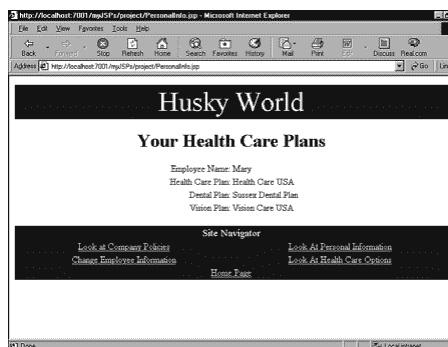 http://localhost:7001/myJSPs/project/PersonalInfo.jsp - Microsoft Internet Explorer
File Edit View Favorites Tools Help
Back Forward Stop Refresh Home Search Favorites History Mail Print Edit Discuss Real.com
Address http://localhost:7001/myJSPs/project/PersonalInfo.jsp Go Lin
Husky World
Your Health Care Plans
Employee Name: Mary
Health Care Plan: Health Care USA
Dental Plan: Sussex Dental Plan
Vision Plan: Vision Care USA
Site Navigator
Look at Company Policies Look At Personal Information
Change Employee Information Look At Health Care Options
Home Page
Done Local intranet